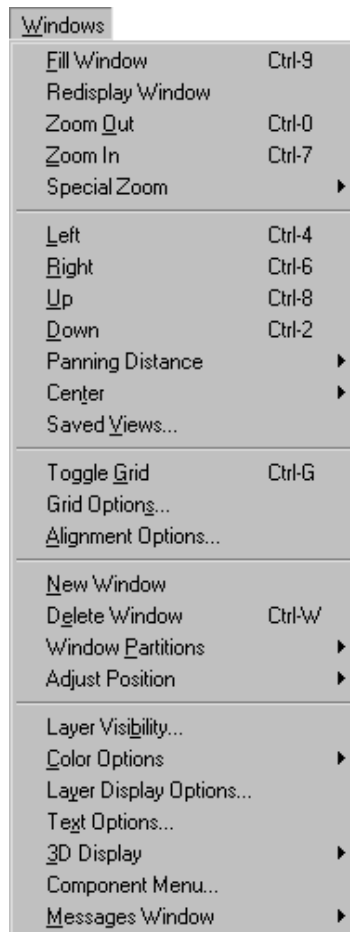 Windows
Fill Window Ctrl-9
Redisplay Window
Zoom Out Ctrl-0
Zoom In Ctrl-7
Special Zoom
Left Ctrl-4
Right Ctrl-6
Up Ctrl-8
Down Ctrl-2
Panning Distance
Center
Saved Views...
Toggle Grid Ctrl-G
Grid Options...
Alignment Options...
New Window
Delete Window Ctrl-W
Window Partitions
Adjust Position
Layer Visibility...
Color Options
Layer Display Options...
Text Options...
3D Display
Component Menu...
Messages Window